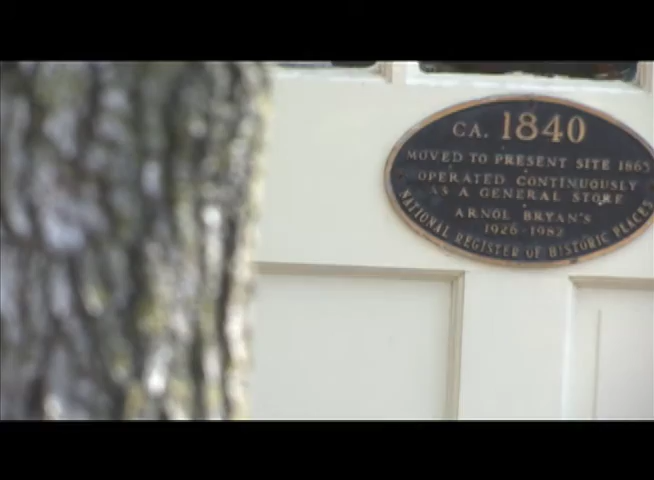 CA. 1840
MOVED TO PRESENT SITE 1865
OPERATED CONTINUOUSLY
AS A GENERAL STORE
ARNOL BRYAN'S
1926-1982
NATIONAL REGISTER OF HISTORIC PLACES